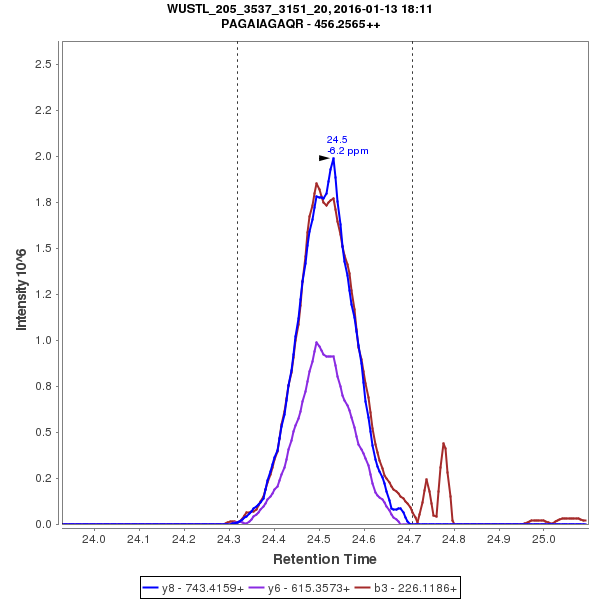 WUSTL_205_3537_3151_20, 2016-01-13 18:11
PAGAIAGAQR - 456.2565++
Intensity 10^6
2.5
2.2
2.0
1.8
1.5
1.2
1.0
0.8
0.5
0.2
0.0
24.5
-6.2 ppm
24.0 24.1 24.2 24.3 24.4 24.5 24.6 24.7 24.8 24.9 25.0
Retention Time
y8 - 743.4159+ y6 - 615.3573+ b3 - 226.1186+